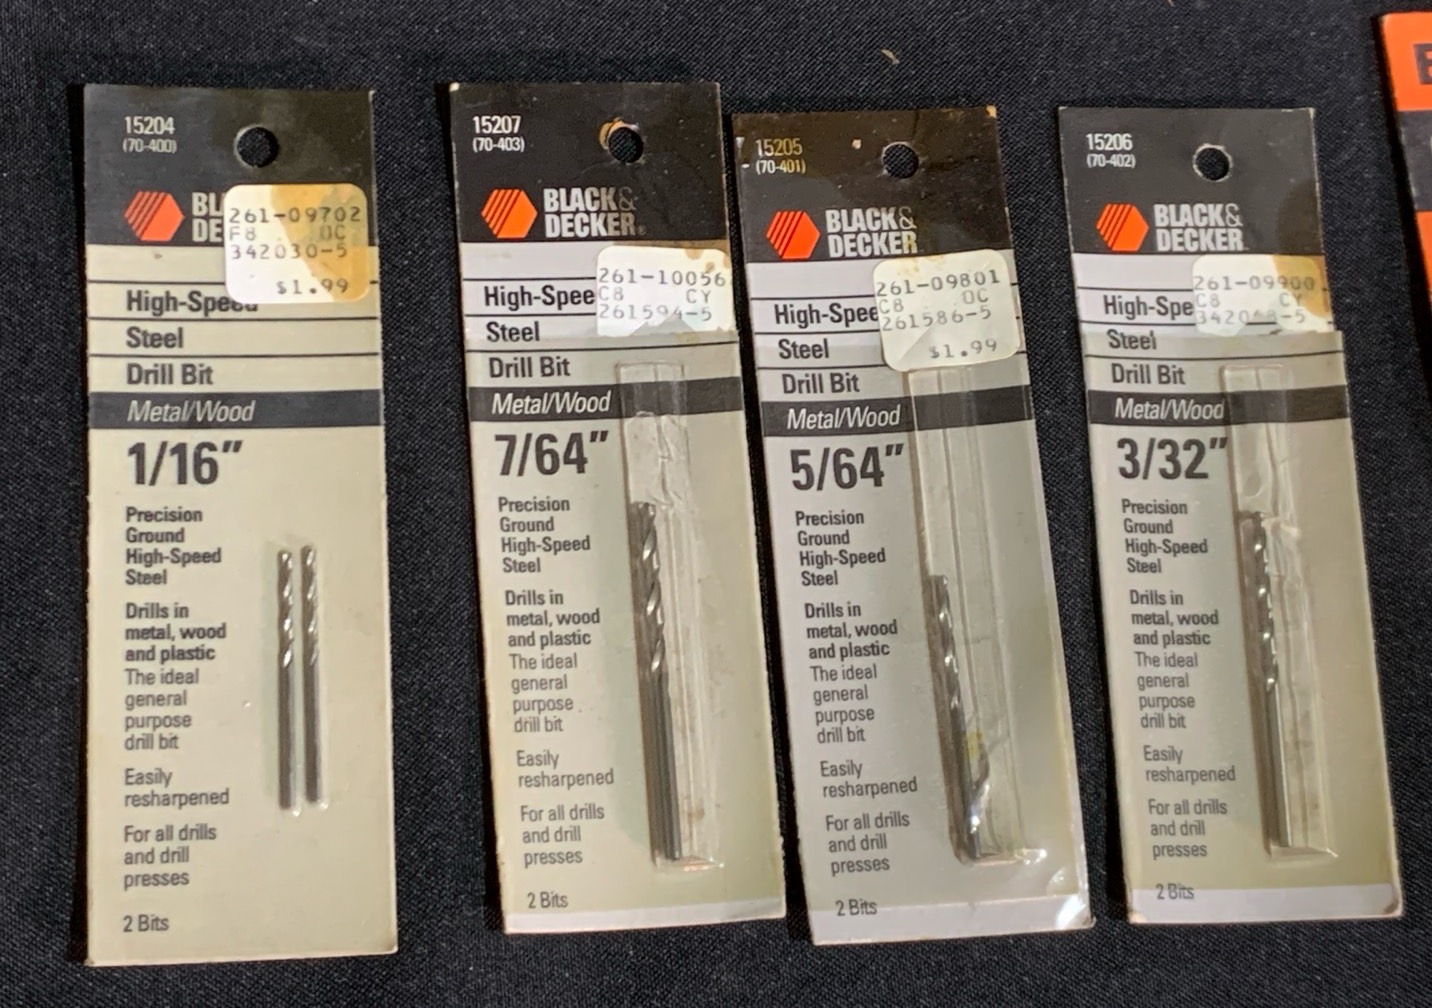 15204
(70-400)
BL
DE
261-09702
F8 OC
342030-5
$1.99
High-Speed
Steel
Drill Bit
Metal/Wood
1/16"
Precision
Ground
High-Speed
Steel
Drills in
metal, wood
and plastic
The ideal
general
purpose
drill bit
Easily
resharpened
For all drills
and drill
presses
2 Bits
15207
(70-403)
BLACK&
DECKER®
261-10056
C8 CY
261594-5
High-Spee
Steel
Drill Bit
Metal/Wood
7/64"
Precision
Ground
High-Speed
Steel
Drills in
metal, wood
and plastic
The ideal
general
purpose
drill bit
Easily
resharpened
For all drills
and drill
presses
2 Bits
15205
(70-401)
BLACK&
DECKER
261-09801
C8 OC
261586-5
$1.99
High-Spee
Steel
Drill Bit
Metal/Wood
5/64"
Precision
Ground
High-Speed
Steel
Drills in
metal, wood
and plastic
The ideal
general
purpose
drill bit
Easily
resharpened
For all drills
and drill
presses
2 Bits
15206
(70-402)
BLACK&
DECKER
261-09900
C8 CY
High-Spe
Steel
Drill Bit
Metal/Wood
3/32"
Precision
Ground
High-Speed
Steel
Drills in
metal, wood
and plastic
The ideal
general
purpose
drill bit
Easily
resharpened
For all drills
and drill
presses
2 Bits